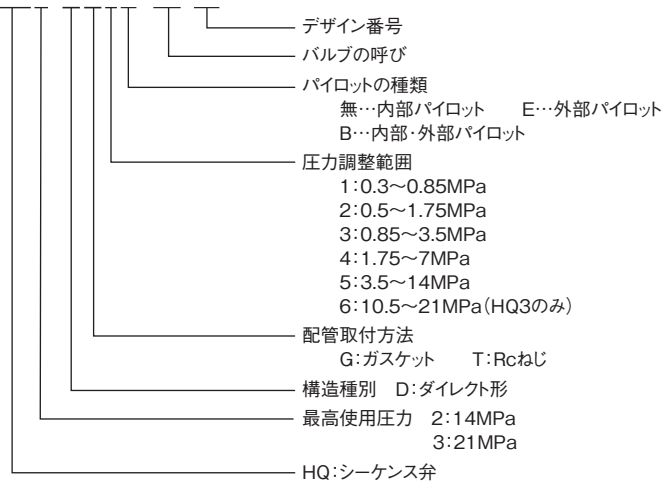 デザイン番号
バルブの呼び
パイロットの種類
無…内部パイロット E…外部パイロット
B…内部・外部パイロット
圧力調整範囲
1：0.3～0.85MPa
2：0.5～1.75MPa
3：0.85～3.5MPa
4：1.75～7MPa
5：3.5～14MPa
6：10.5～21MPa（HQ3のみ）
配管取付方法
G：ガスケット T：Rcねじ
構造種別 D：ダイレクト形
最高使用圧力 2：14MPa
3：21MPa
HQ：シーケンス弁